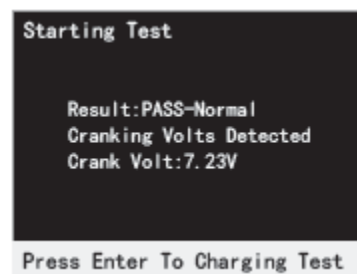 Starting Test
Result:PASS-Normal
Cranking Volts Detected
Crank Volt:7.23V
Press Enter To Charging Test